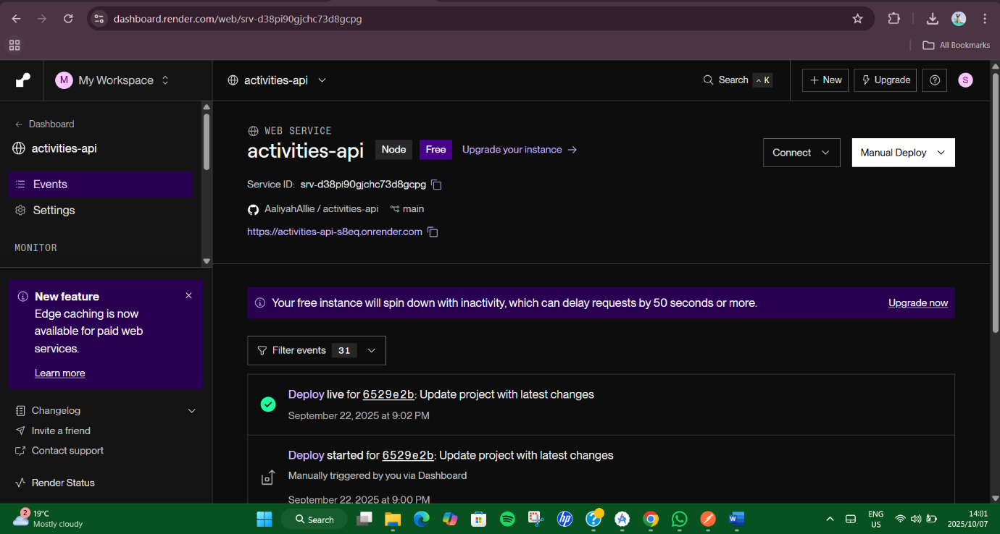 dashboard.render.com/web/srv-d38pi90gjchc73d8gcpg
All Bookmarks
M My Workspace
activities-api
Search ^ K
+ New
Upgrade
S
← Dashboard
activities-api
Events
Settings
MONITOR
New feature
Edge caching is now
available for paid web
services.
Learn more
Changelog
Invite a friend
Contact support
Render Status
WEB SERVICE
activities-api Node Free Upgrade your instance →
Connect
Manual Deploy
Service ID: srv-d38pi90gjchc73d8gcpg
AaliyahAllie / activities-api main
https://activities-api-s8eq.onrender.com
Your free instance will spin down with inactivity, which can delay requests by 50 seconds or more. Upgrade now
Filter events 31
Deploy live for 6529e2b: Update project with latest changes
September 22, 2025 at 9:02 PM
Deploy started for 6529e2b: Update project with latest changes
Manually triggered by you via Dashboard
September 22, 2025 at 9:00 PM
2
19°C
Mostly cloudy
Search
ENG
US
14:01
2025/10/07